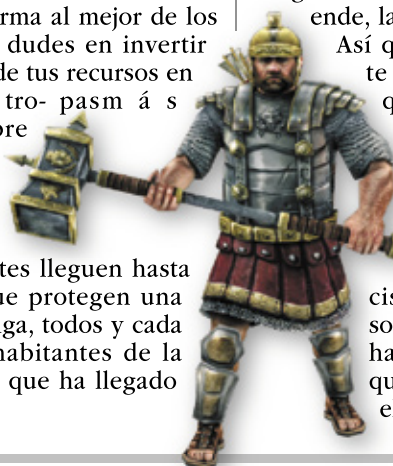 rma al mejor de los
dudes en invertir
de tus recursos en
tro- pasm á s
bre
tes lleguen hasta
ue protegen una
ga, todos y cada
habitantes de la
que ha llegado
ende, la
Así q
te
q
cis
so
ha
qu
el